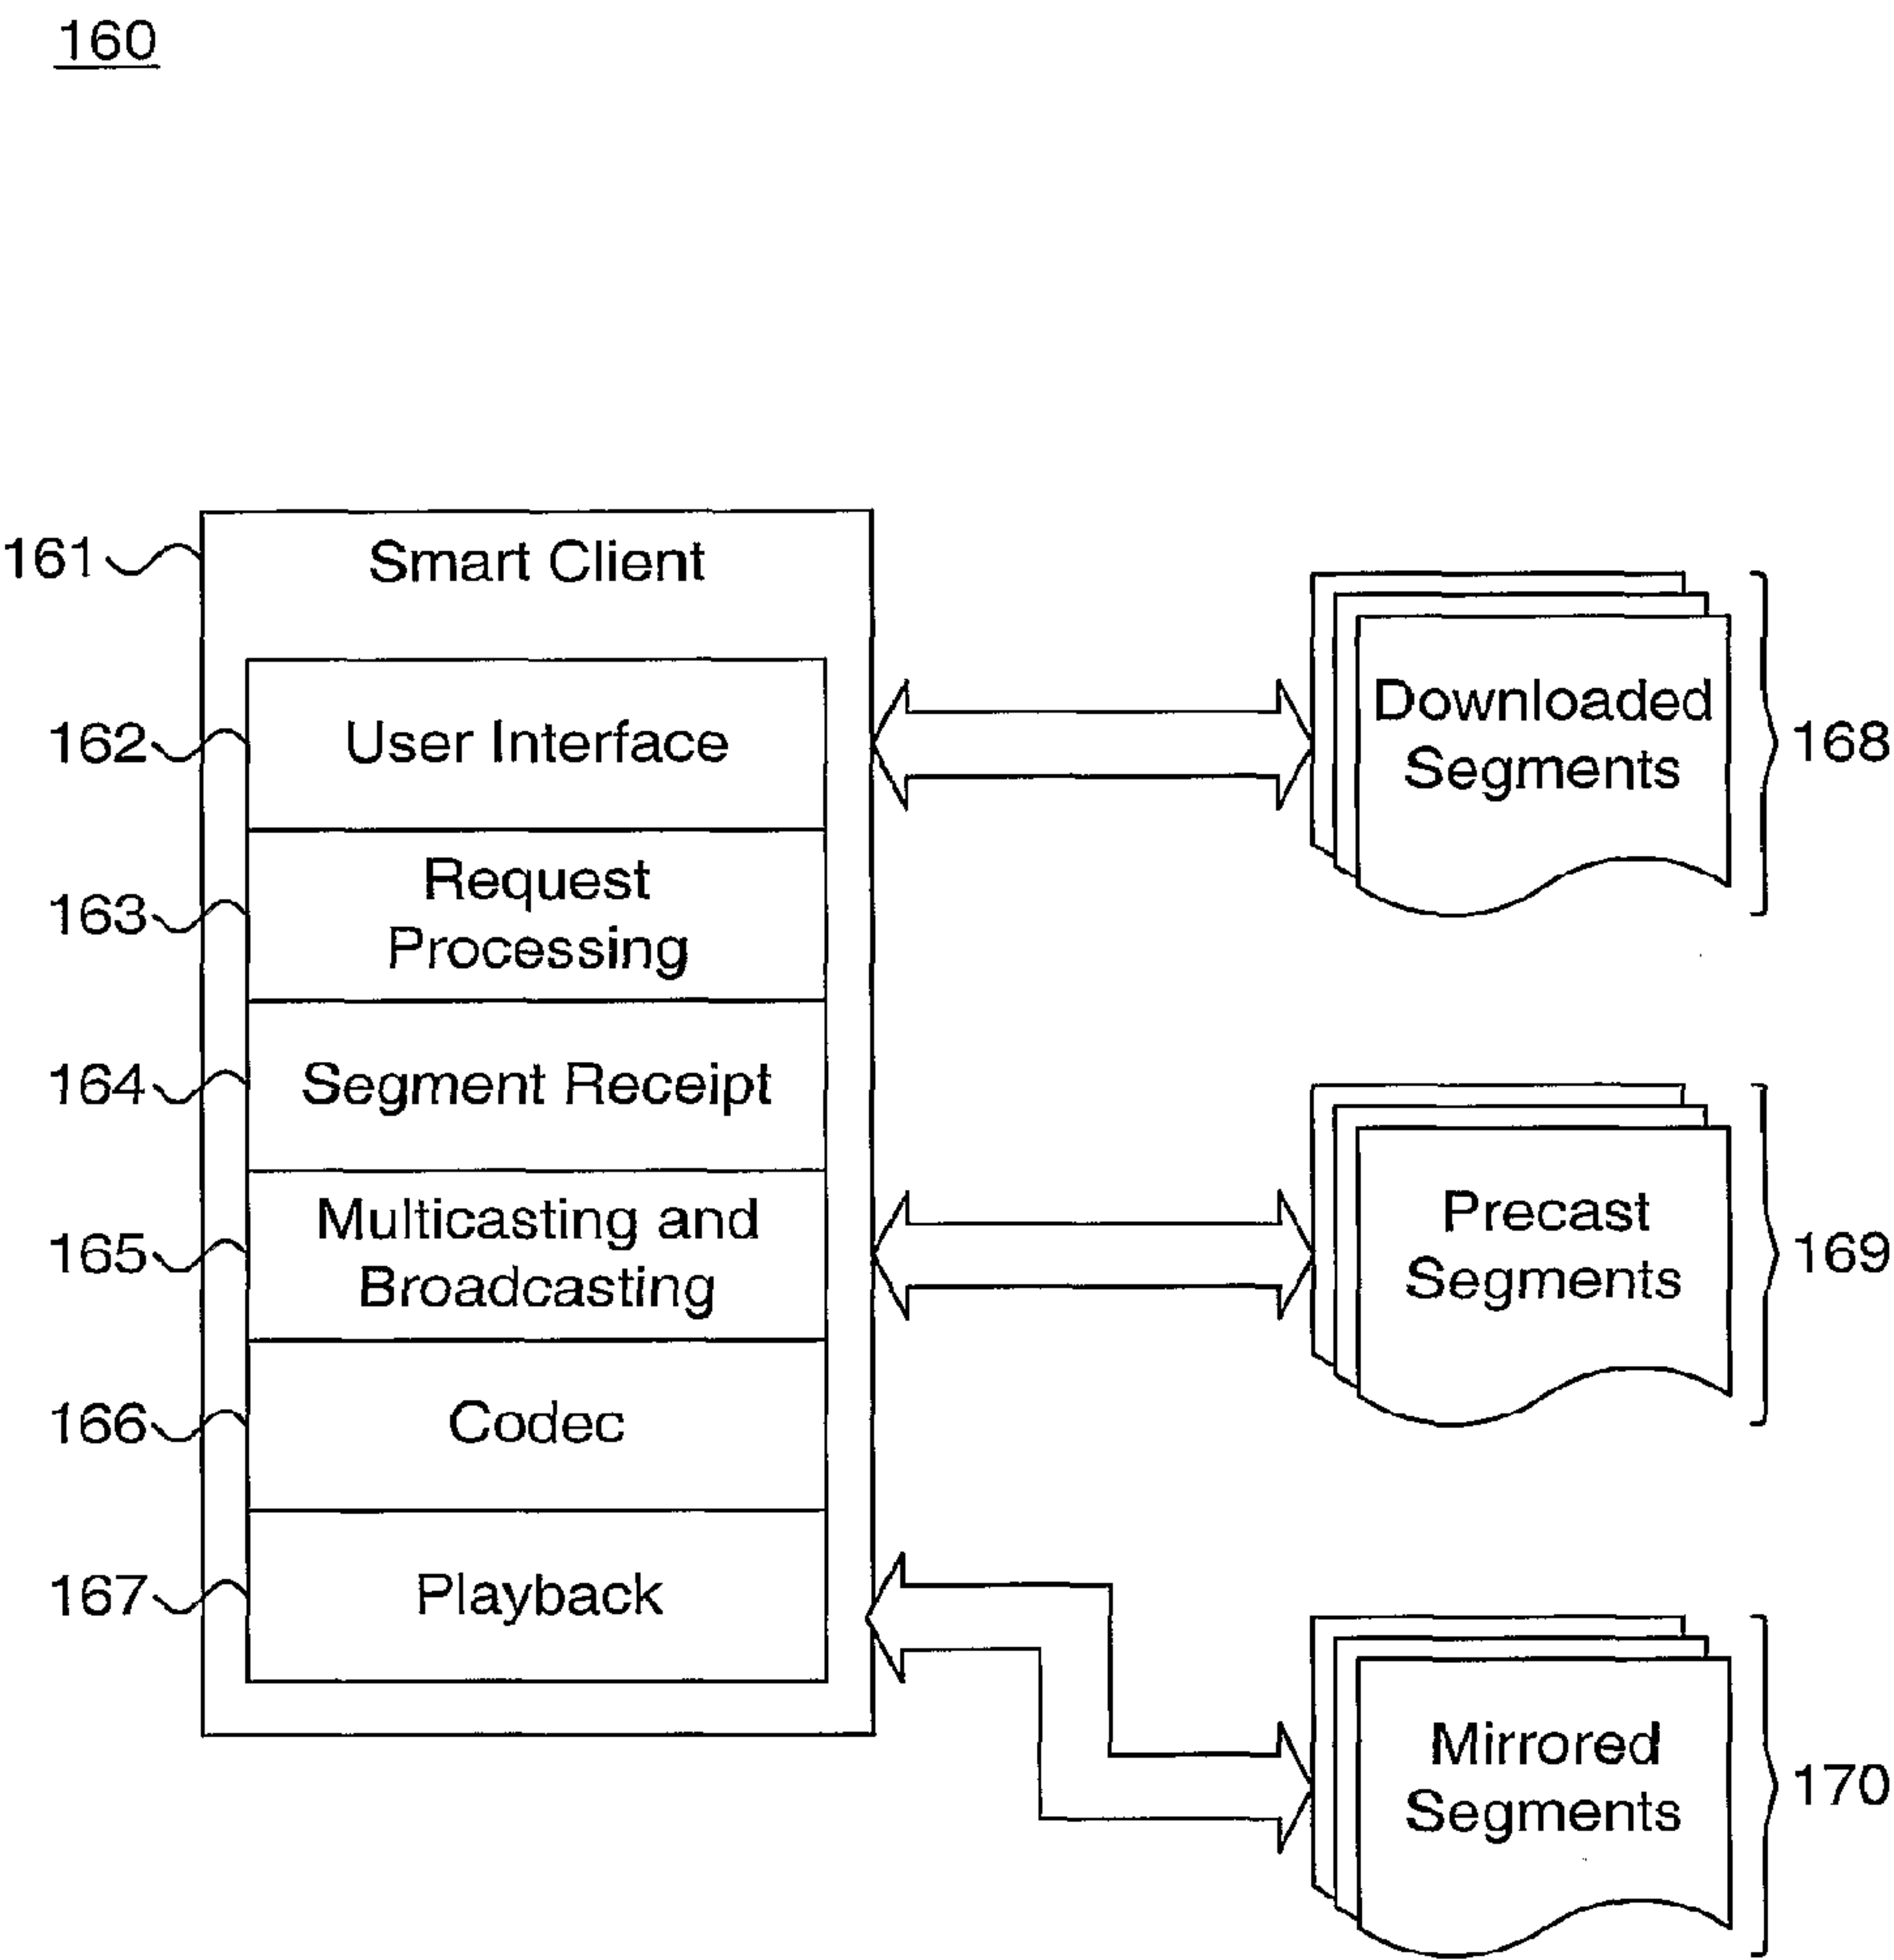 160
161
Smart Client
162
User Interface
163
Request
Processing
164
Segment Receipt
165
Multicasting and
Broadcasting
166
Codec
167
Playback
Downloaded
Segments
168
Precast
Segments
169
Mirrored
Segments
170